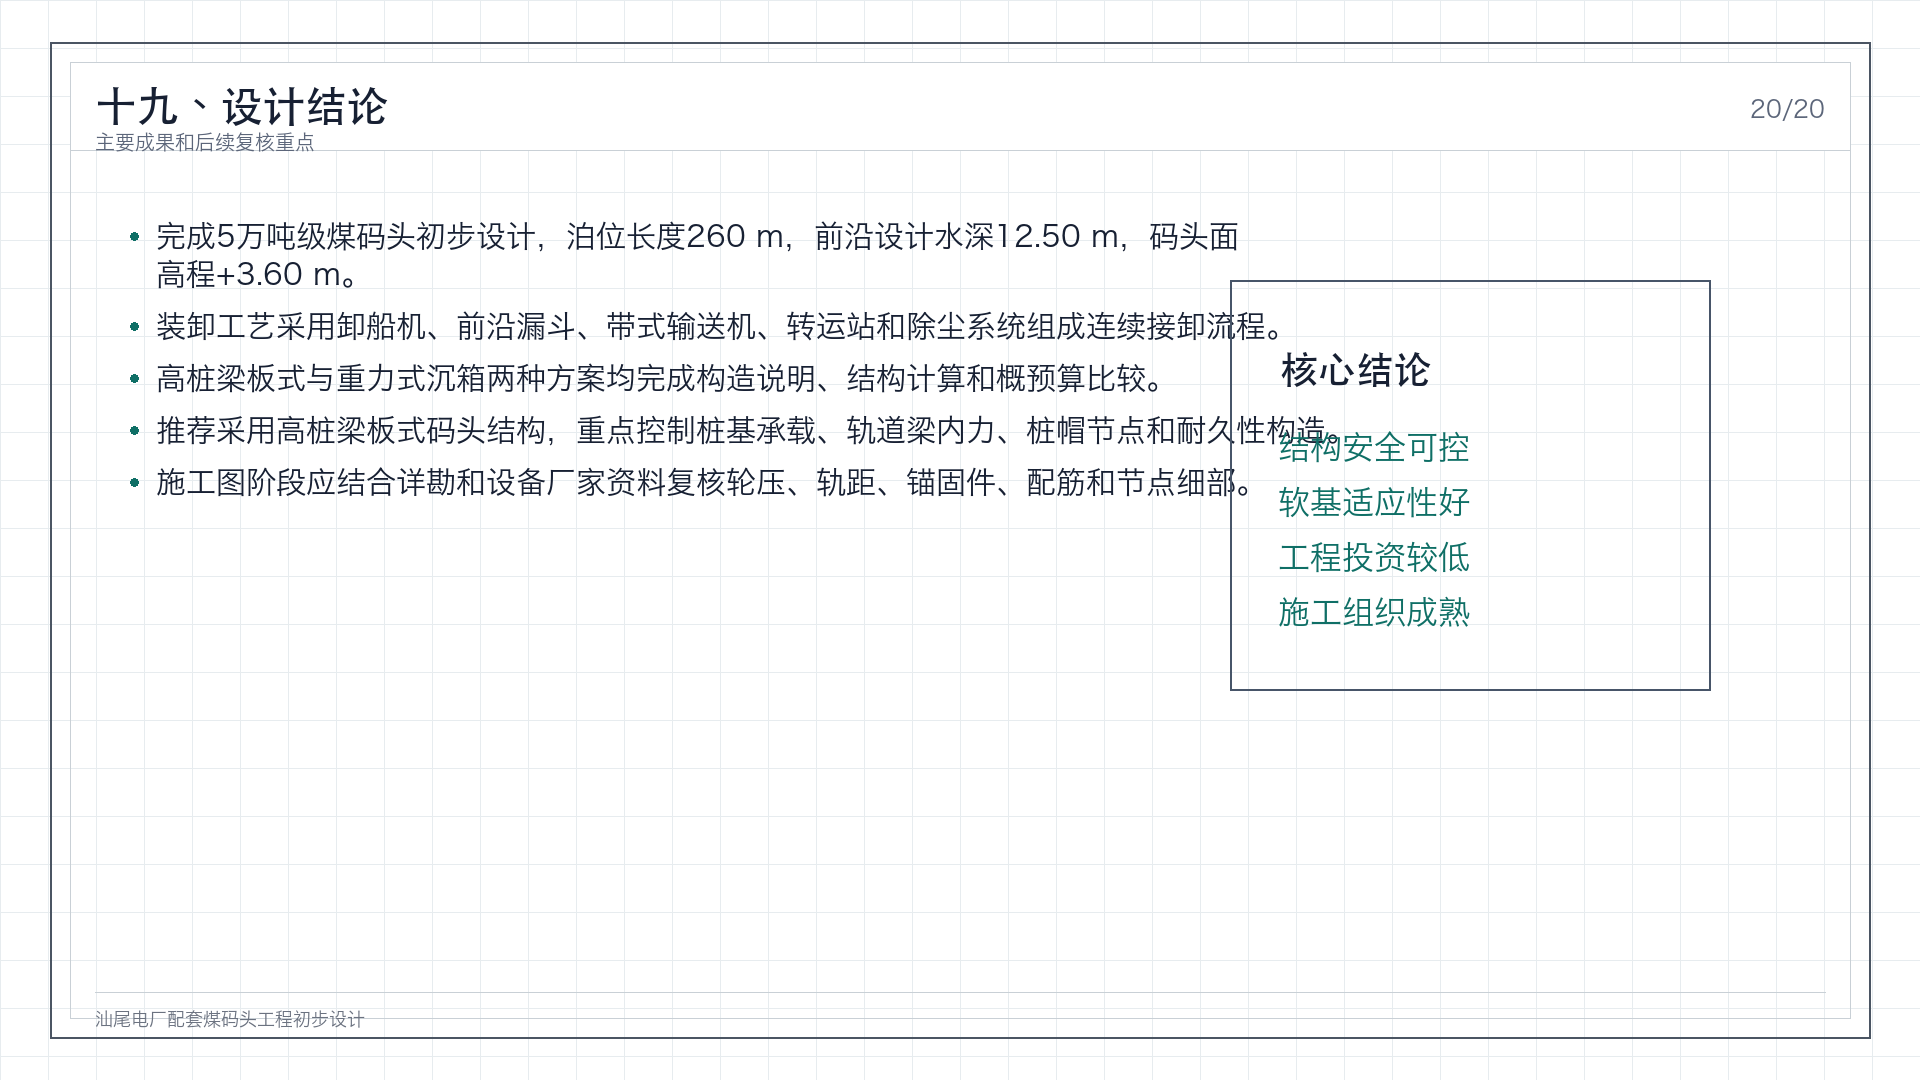 十九、设计结论
主要成果和后续复核重点
20/20
完成5万吨级煤码头初步设计，泊位长度260 m，前沿设计水深12.50 m，码头面
高程+3.60 m。
装卸工艺采用卸船机、前沿漏斗、带式输送机、转运站和除尘系统组成连续接卸流程。
高桩梁板式与重力式沉箱两种方案均完成构造说明、结构计算和概预算比较。
推荐采用高桩梁板式码头结构，重点控制桩基承载、轨道梁内力、桩帽节点和耐久性构造。
施工图阶段应结合详勘和设备厂家资料复核轮压、轨距、锚固件、配筋和节点细部。
核心结论
结构安全可控
软基适应性好
工程投资较低
施工组织成熟
汕尾电厂配套煤码头工程初步设计